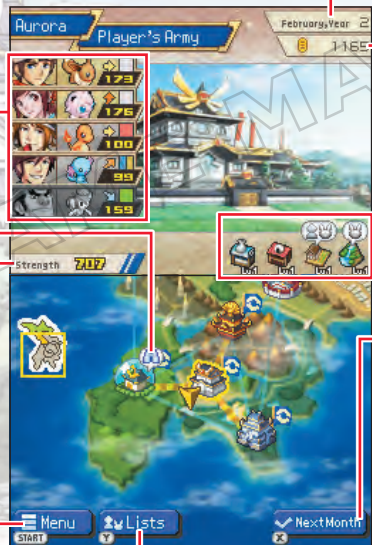 Aurora
Player's Army
February, Year 2
1165
173
176
100
99
159
Lv.1 Lv.1 Lv.1 Lv.1
Strength 707
Menu
START
Lists
Y
Next Month
X